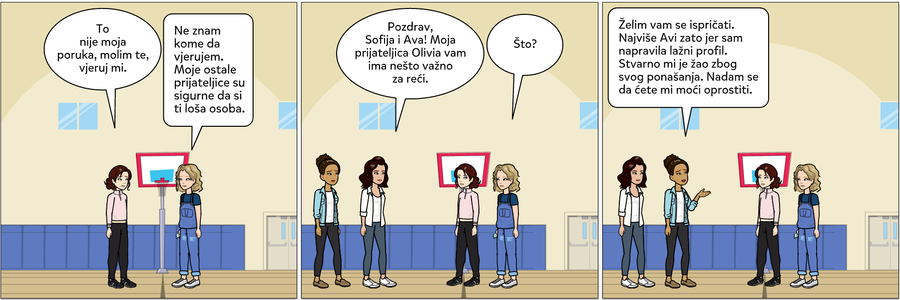 To
nije moja
poruka, molim te,
vjeruj mi.
Ne znam
kome da
vjerujem.
Moje ostale
prijateljice su
sigurne da si
ti loša osoba.
Pozdrav,
Sofija i Ava! Moja
prijateljica Olivia vam
ima nešto važno
za reći.
Što?
Želim vam se ispričati.
Najviše Avi zato jer sam
napravila lažni profil.
Stvarno mi je žao zbog
svog ponašanja. Nadam se
da ćete mi moći oprostiti.